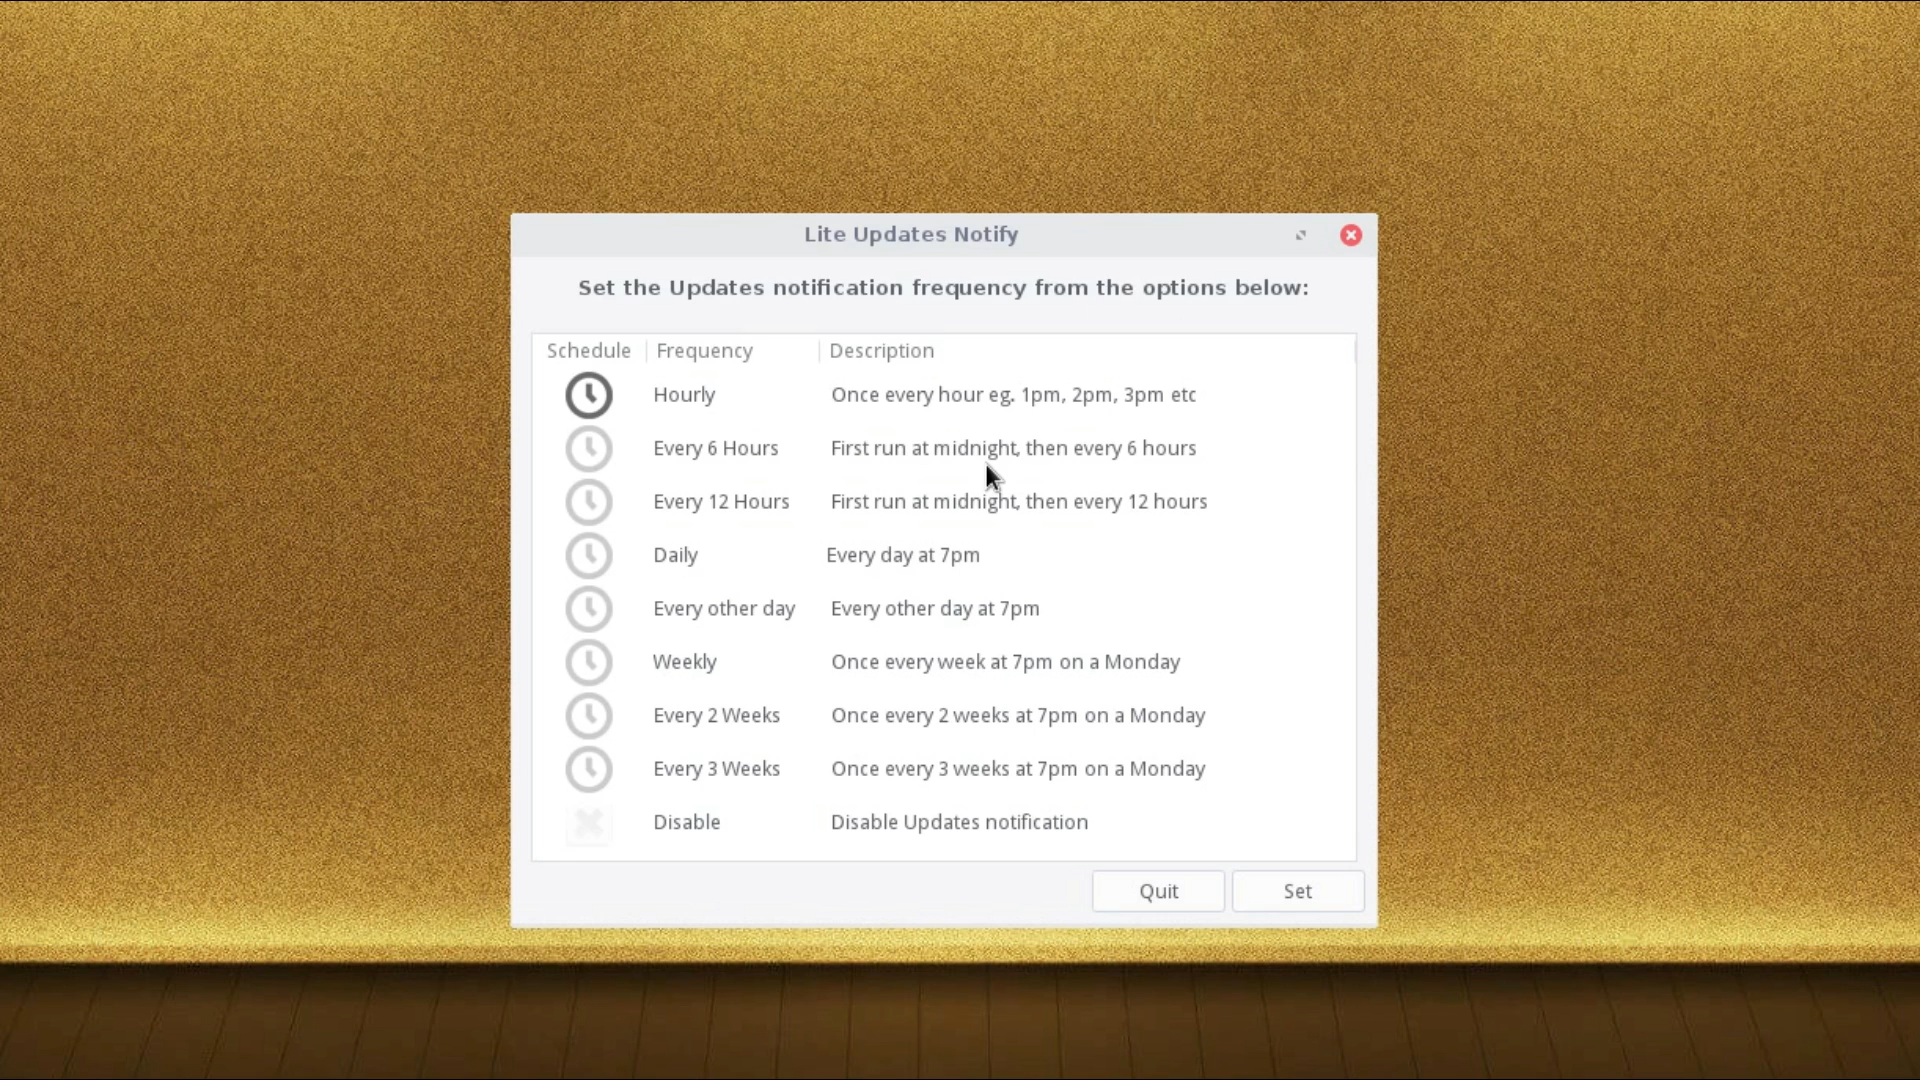 Lite Updates Notify
Set the Updates notification frequency from the options below:
Schedule Frequency Description
Hourly Once every hour eg. 1pm, 2pm, 3pm etc
Every 6 Hours First run at midnight, then every 6 hours
Every 12 Hours First run at midnight, then every 12 hours
Daily Every day at 7pm
Every other day Every other day at 7pm
Weekly Once every week at 7pm on a Monday
Every 2 Weeks Once every 2 weeks at 7pm on a Monday
Every 3 Weeks Once every 3 weeks at 7pm on a Monday
Disable Disable Updates notification
Quit Set